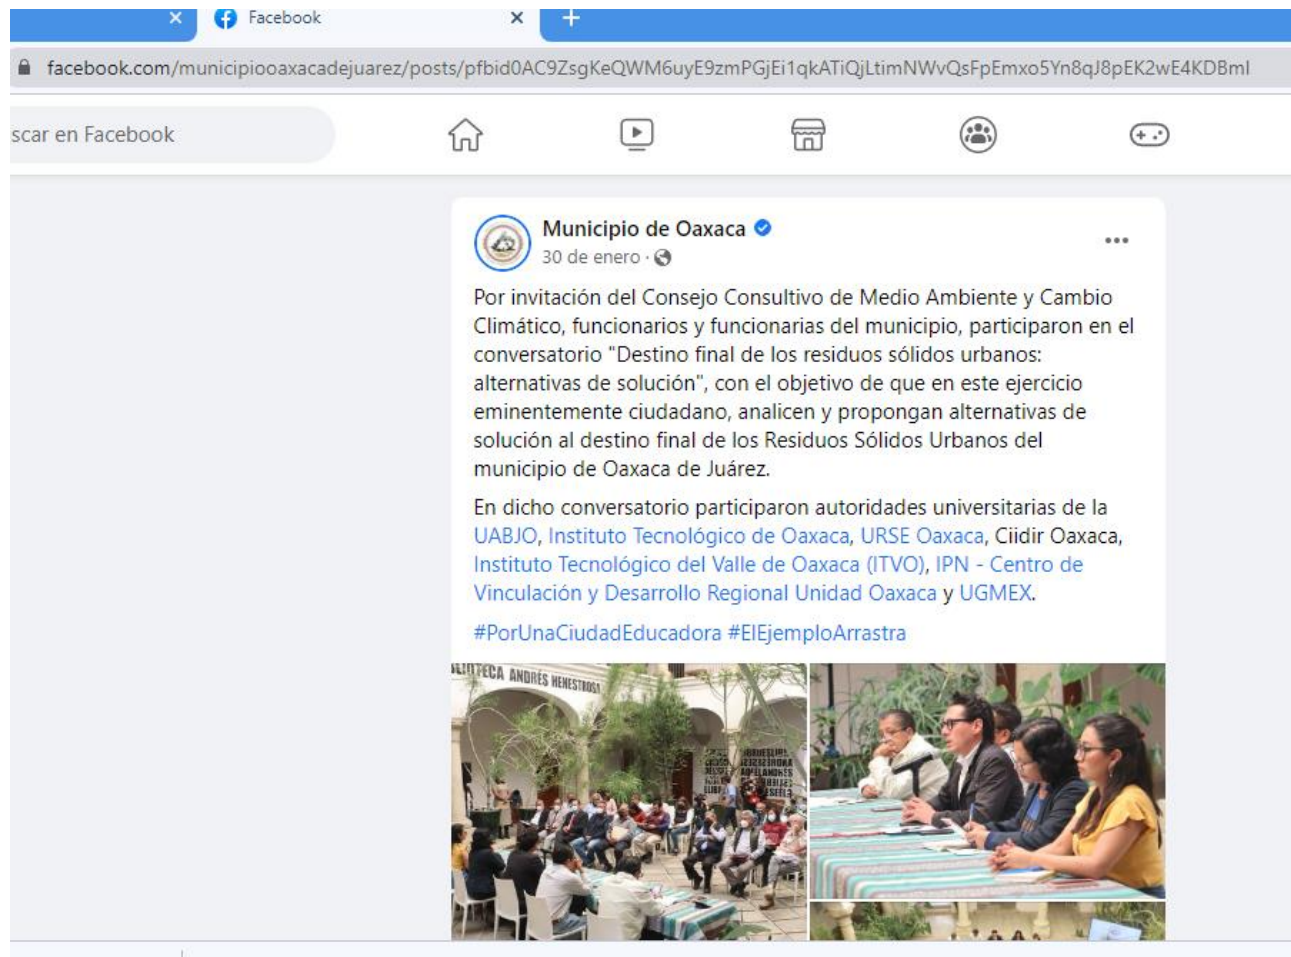 Facebook
facebook.com/municipiooaxacadejuarez/posts/pfbid0AC9ZsgKeQWM6uyE9zmPGjEi1qkATiQjLtimNWvQsFpEmxo5Yn8qJ8pEK2wE4KDBml
scar en Facebook
Municipio de Oaxaca
30 de enero ·
Por invitación del Consejo Consultivo de Medio Ambiente y Cambio
Climático, funcionarios y funcionarias del municipio, participaron en el
conversatorio "Destino final de los residuos sólidos urbanos:
alternativas de solución", con el objetivo de que en este ejercicio
eminentemente ciudadano, analicen y propongan alternativas de
solución al destino final de los Residuos Sólidos Urbanos del
municipio de Oaxaca de Juárez.
En dicho conversatorio participaron autoridades universitarias de la
UABJO, Instituto Tecnológico de Oaxaca, URSE Oaxaca, Ciidir Oaxaca,
Instituto Tecnológico del Valle de Oaxaca (ITVO), IPN - Centro de
Vinculación y Desarrollo Regional Unidad Oaxaca y UGMEX.
#PorUnaCiudadEducadora #ElEjemploArrastra
BLIOTECA ANDRÉS HENESTROSA